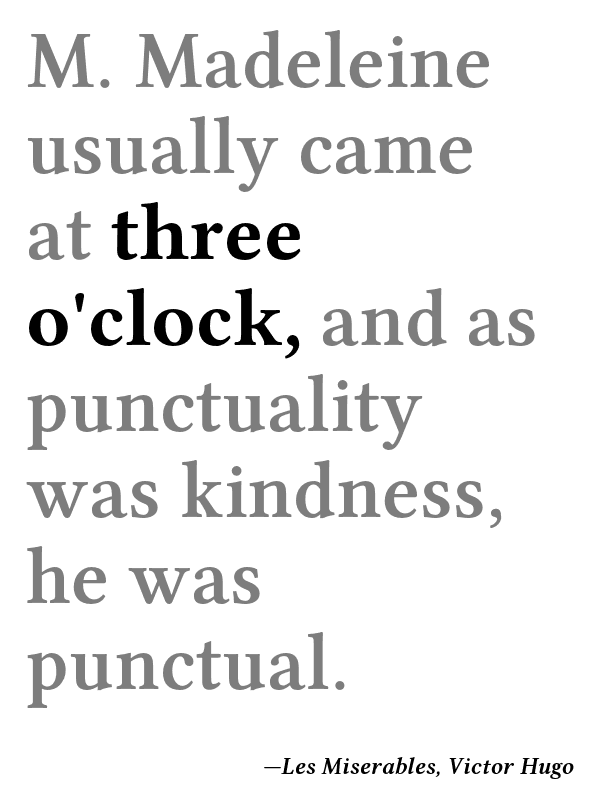 M. Madeleine
usually came
at three
o'clock, and as
punctuality
was kindness,
he was
punctual.
—Les Miserables, Victor Hugo